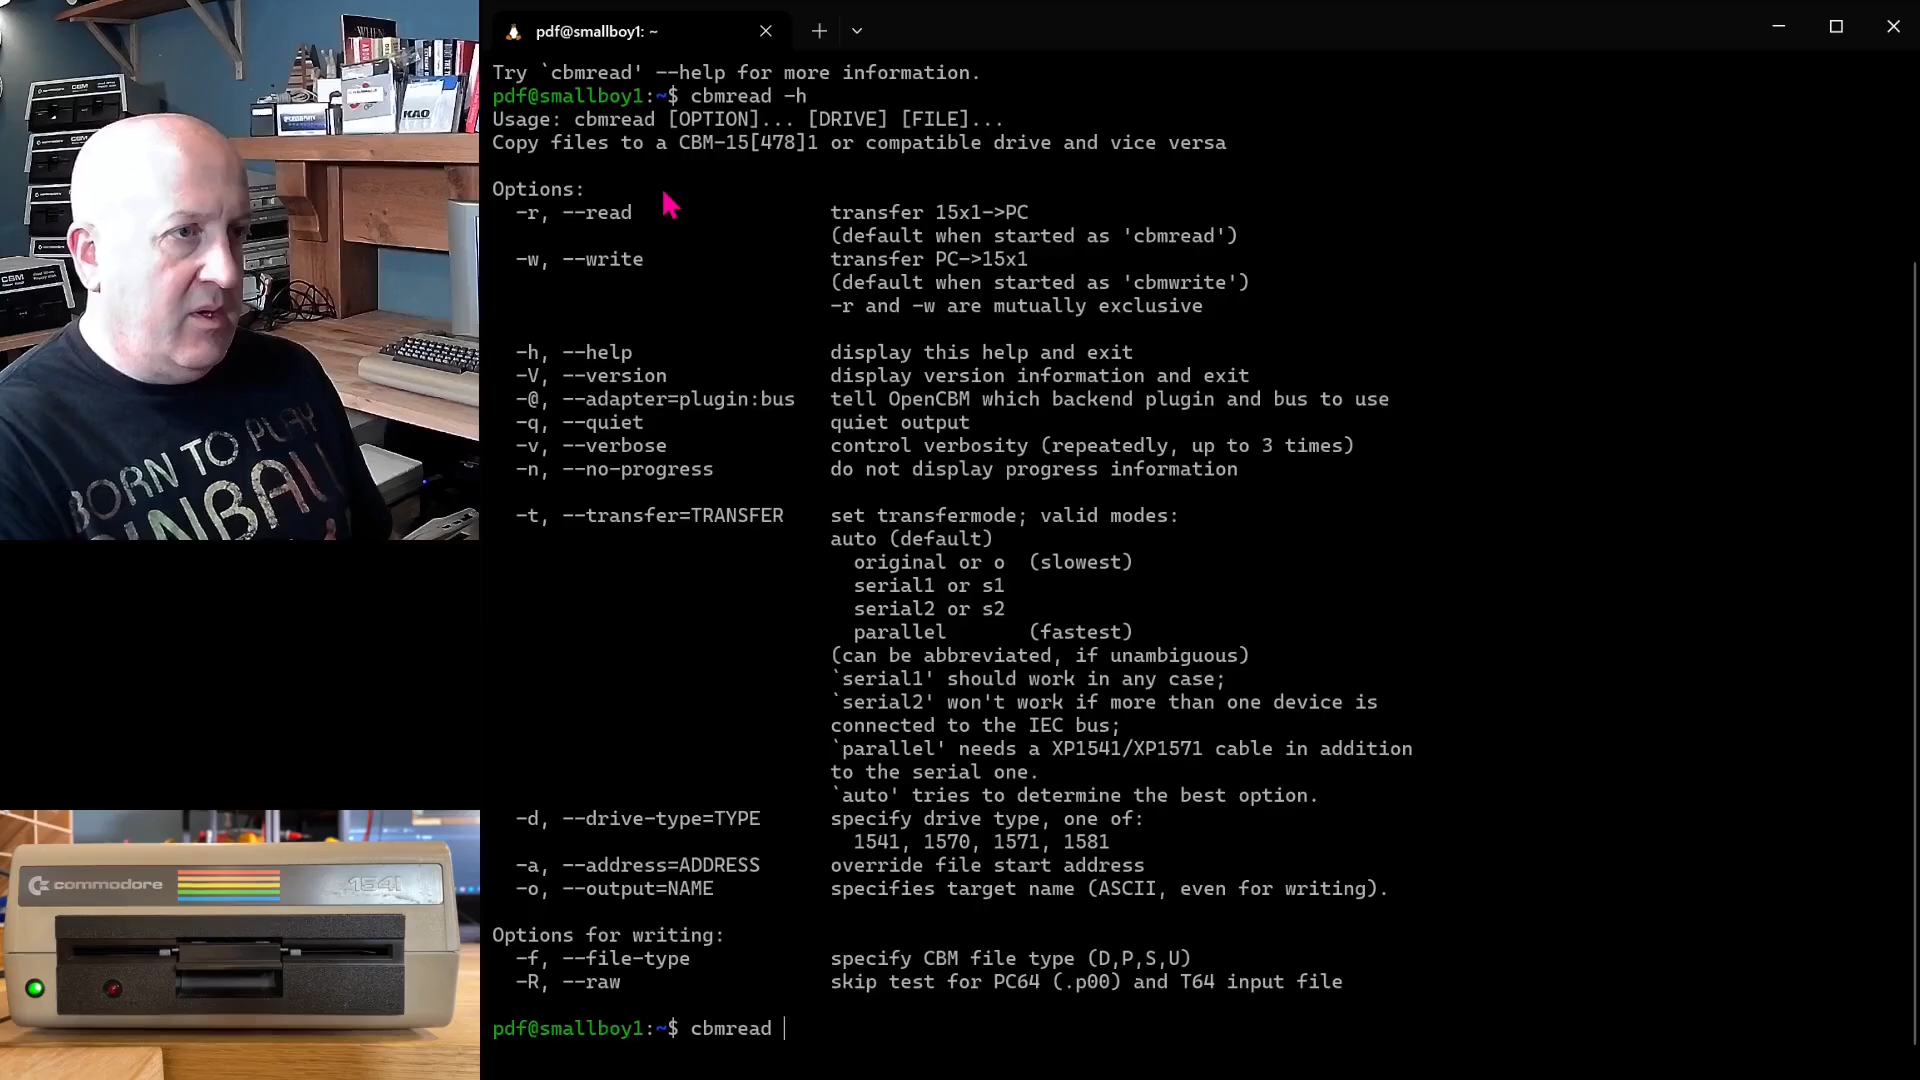 pdf@smallboy1: ~
Try `cbmread' --help for more information.
pdf@smallboy1:~$ cbmread -h
Usage: cbmread [OPTION]... [DRIVE] [FILE]...
Copy files to a CBM-15[478]1 or compatible drive and vice versa
Options:
-r, --read transfer 15x1->PC
(default when started as 'cbmread')
-w, --write transfer PC->15x1
(default when started as 'cbmwrite')
-r and -w are mutually exclusive
-h, --help display this help and exit
-V, --version display version information and exit
-@, --adapter=plugin:bus tell OpenCBM which backend plugin and bus to use
-q, --quiet quiet output
-v, --verbose control verbosity (repeatedly, up to 3 times)
-n, --no-progress do not display progress information
-t, --transfer=TRANSFER set transfermode; valid modes:
auto (default)
original or o (slowest)
serial1 or s1
serial2 or s2
parallel (fastest)
(can be abbreviated, if unambiguous)
`serial1' should work in any case;
`serial2' won't work if more than one device is
connected to the IEC bus;
`parallel' needs a XP1541/XP1571 cable in addition
to the serial one.
`auto' tries to determine the best option.
-d, --drive-type=TYPE specify drive type, one of:
1541, 1570, 1571, 1581
-a, --address=ADDRESS override file start address
-o, --output=NAME specifies target name (ASCII, even for writing).
Options for writing:
-f, --file-type specify CBM file type (D,P,S,U)
-R, --raw skip test for PC64 (.p00) and T64 input file
pdf@smallboy1:~$ cbmread
WHEN
KAO
CBM
CBM
BORN TO PLAY
commodore
1541